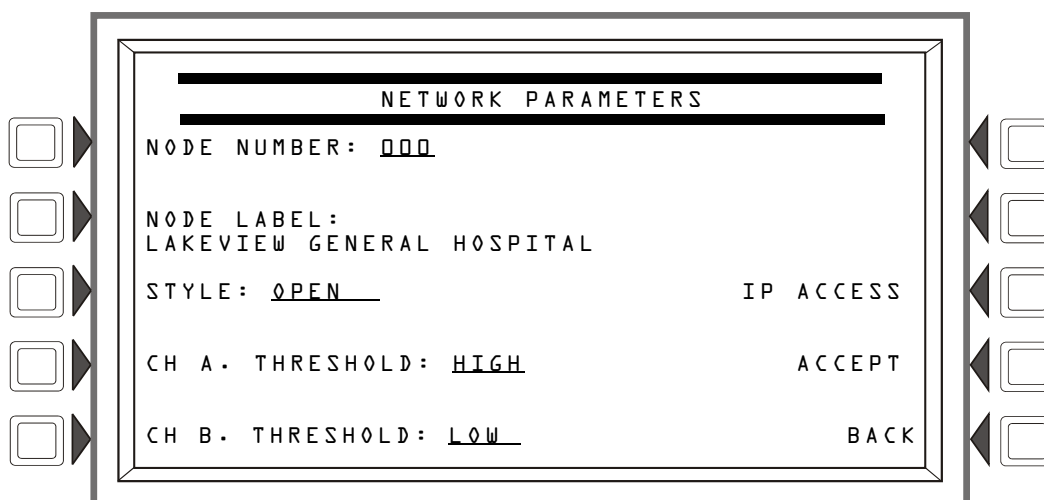 NETWORK PARAMETERS
NODE NUMBER: 000
NODE LABEL:
LAKEVIEW GENERAL HOSPITAL
STYLE: OPEN IP ACCESS
CH A. THRESHOLD: HIGH ACCEPT
CH B. THRESHOLD: LOW BACK